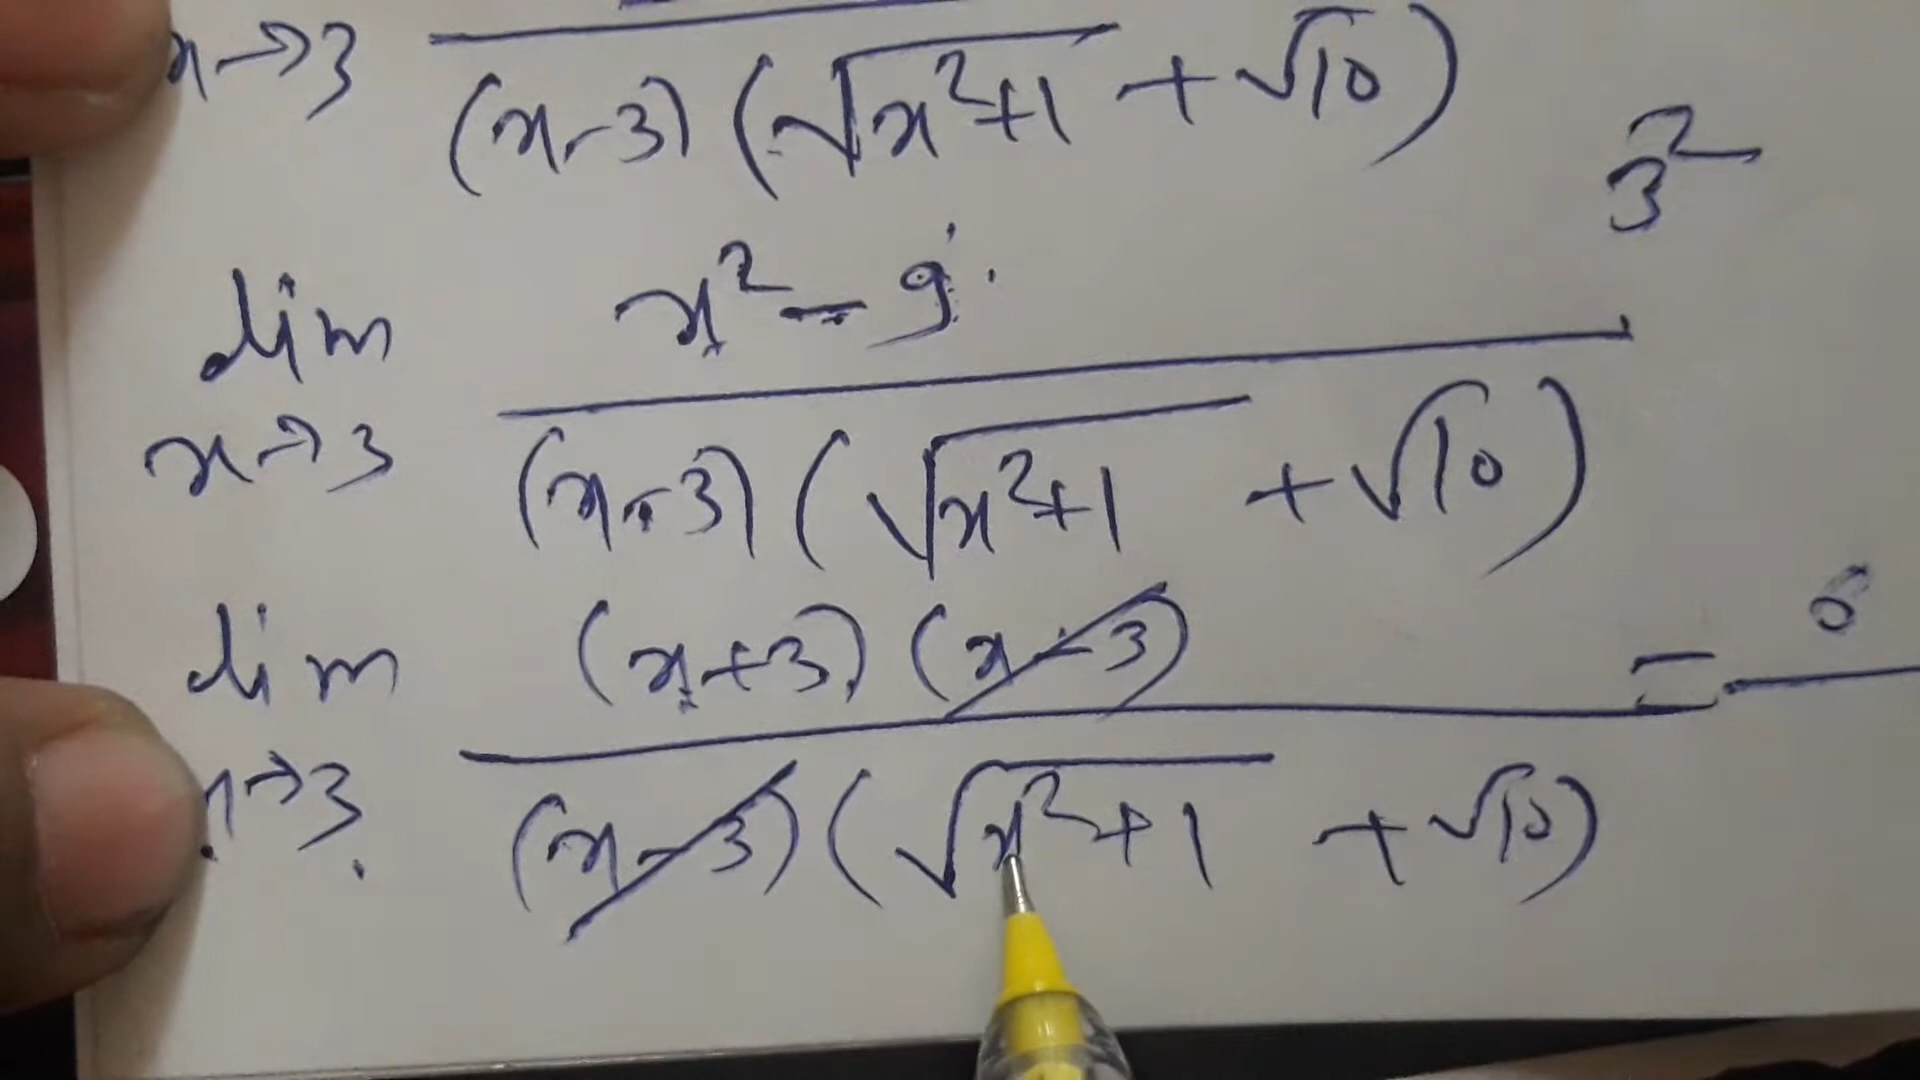 x→3 (x-3)(√x²+1 + √10)
3²
lim x² - 9
x→3 (x-3)(√x²+1 + √10)
lim (x+3)(x-3) = 6
x→3 (x-3)(√x²+1 + √10)